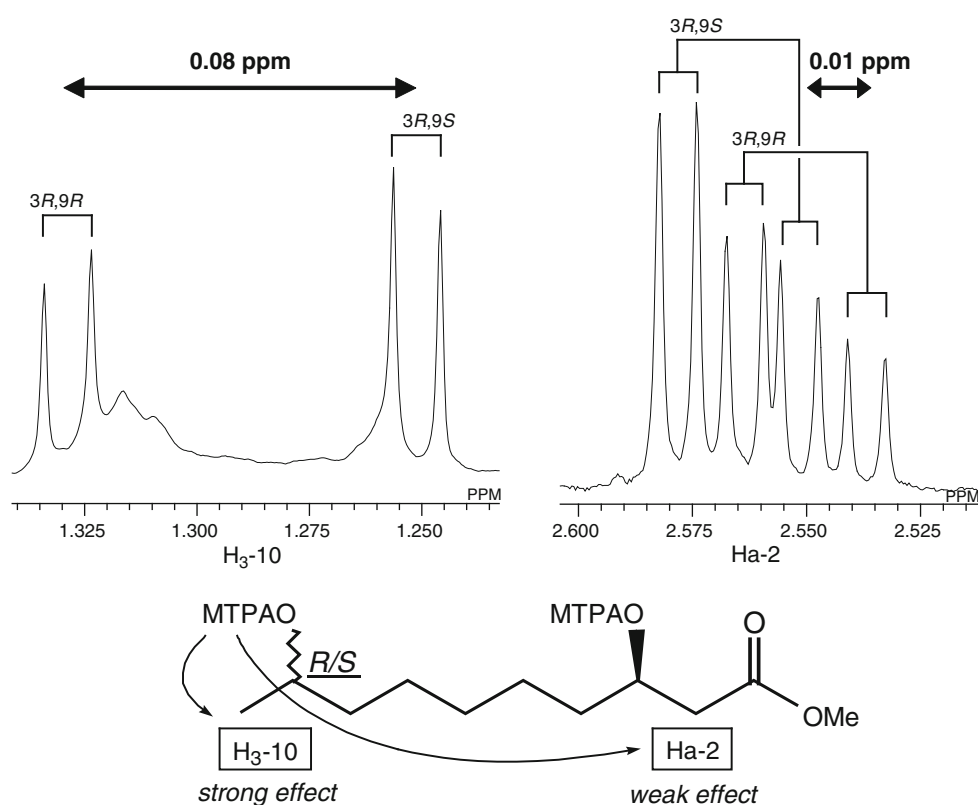 0.08 ppm
3R,9S
3R,9R
PPM
1.325 1.300 1.275 1.250
H3-10
3R,9S
0.01 ppm
3R,9R
PPM
2.600 2.575 2.550 2.525
Ha-2
MTPAO
MTPAO
O
R/S
OMe
H3-10
Ha-2
strong effect
weak effect